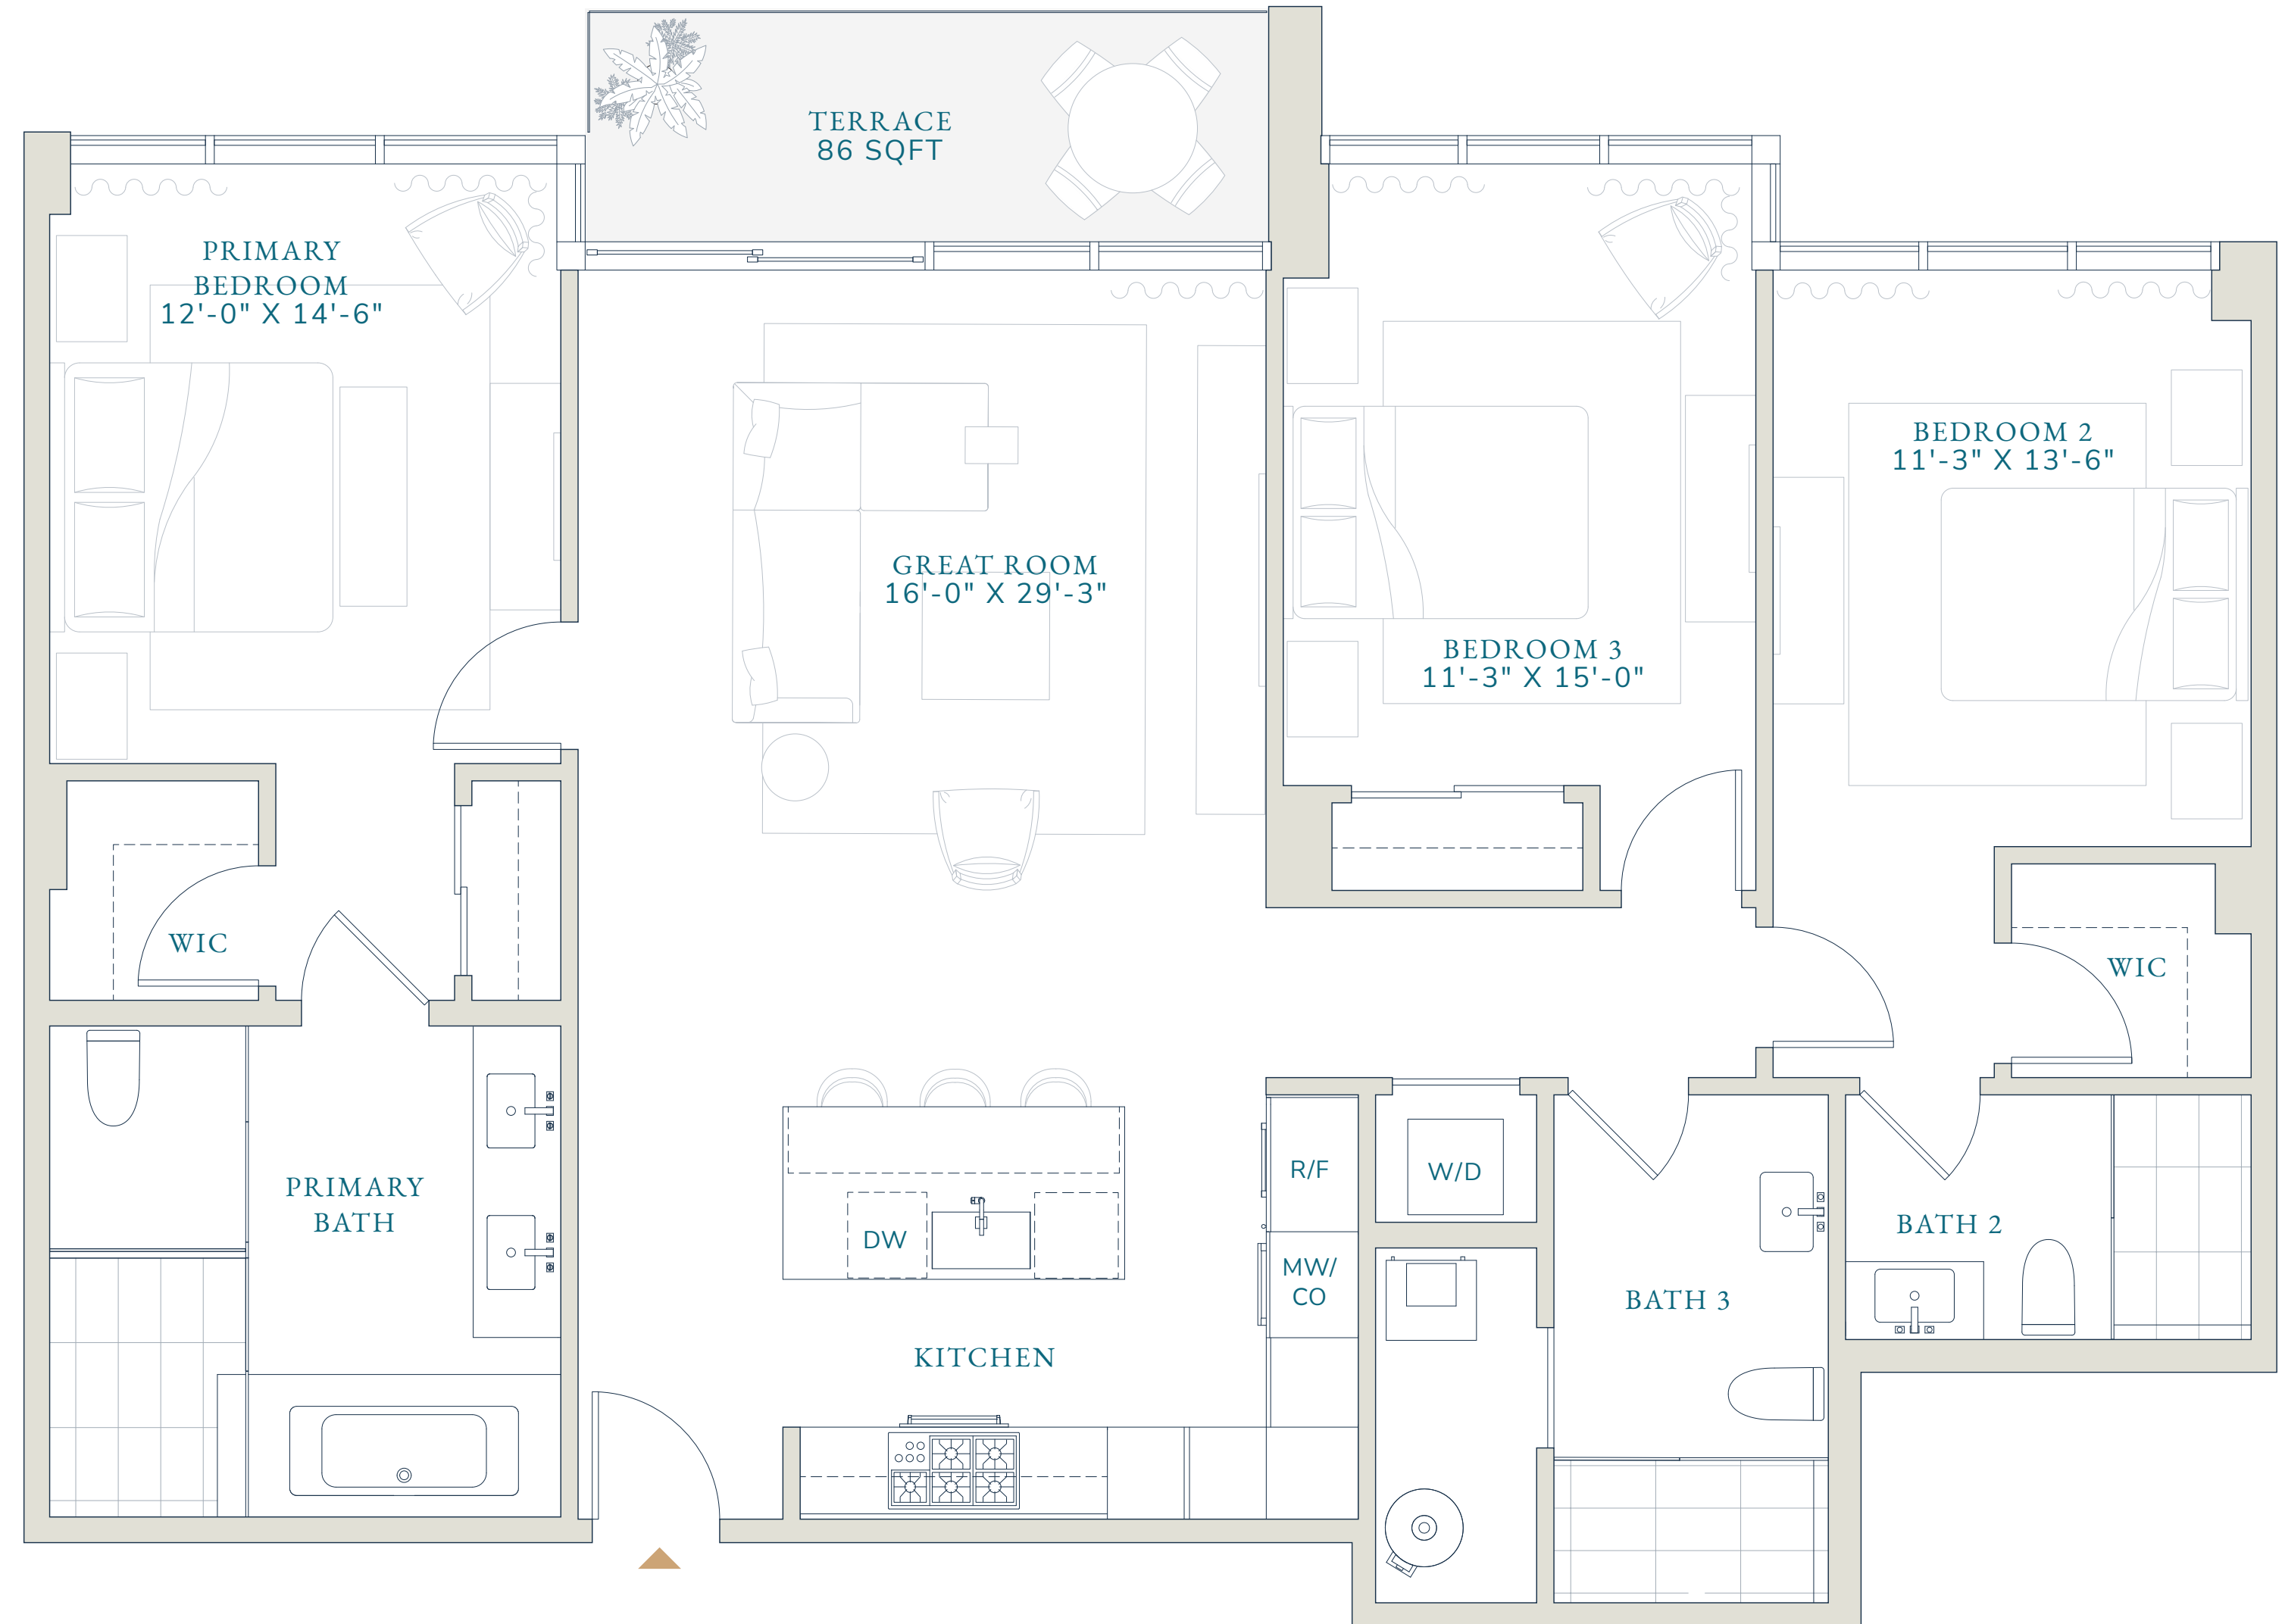 TERRACE
86 SQFT
PRIMARY
BEDROOM
12'-0" X 14'-6"
BEDROOM 2
11'-3" X 13'-6"
GREAT ROOM
16'-0" X 29'-3"
BEDROOM 3
11'-3" X 15'-0"
WIC
WIC
PRIMARY
BATH
R/F
W/D
DW
MW/
CO
BATH 2
BATH 3
KITCHEN